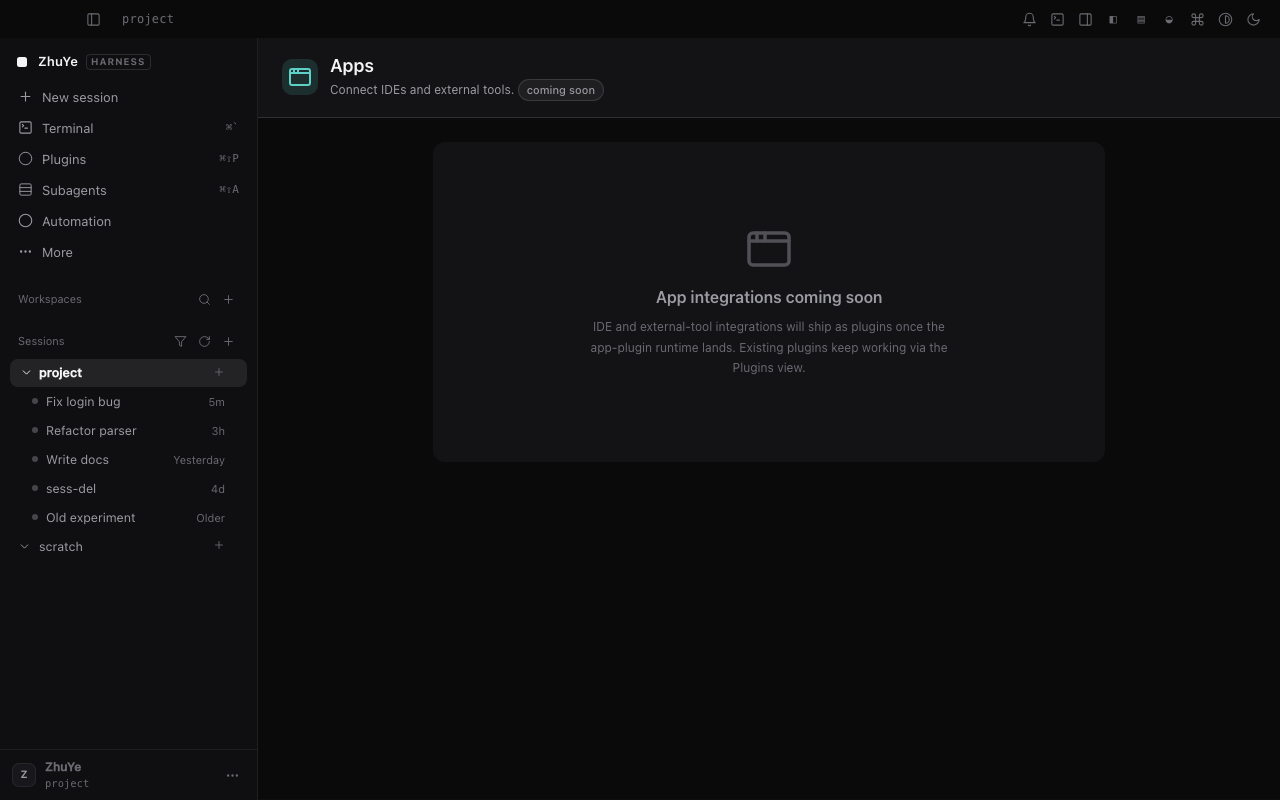 project
ZhuYe HARNESS
New session
Terminal ⌘`
Plugins ⌘⇧P
Subagents ⌘⇧A
Automation
More
Workspaces
Sessions
project
Fix login bug 5m
Refactor parser 3h
Write docs Yesterday
sess-del 4d
Old experiment Older
scratch
Z
ZhuYe
project
Apps
Connect IDEs and external tools. coming soon
App integrations coming soon
IDE and external-tool integrations will ship as plugins once the
app-plugin runtime lands. Existing plugins keep working via the
Plugins view.